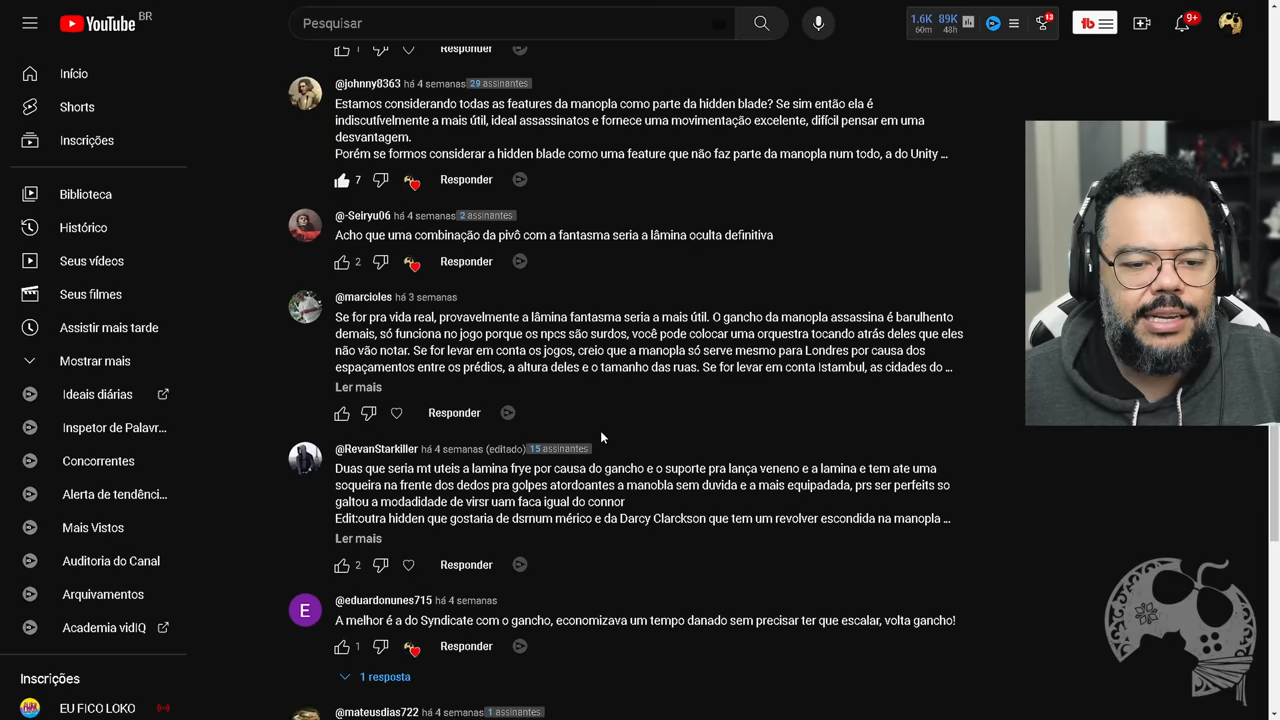 YouTube BR
Pesquisar
1.6K 89K
60m 48h
13
9+
Início
Shorts
Inscrições
Biblioteca
Histórico
Seus vídeos
Seus filmes
Assistir mais tarde
Mostrar mais
Ideais diárias
Inspetor de Palavr...
Concorrentes
Alerta de tendênci...
Mais Vistos
Auditoria do Canal
Arquivamentos
Academia vidIQ
Inscrições
EU FICO LOKO
1 Responder
@johnny8363 há 4 semanas 29 assinantes
Estamos considerando todas as features da manopla como parte da hidden blade? Se sim então ela é
indiscutívelmente a mais útil, ideal assassinatos e fornece uma movimentação excelente, difícil pensar em uma
desvantagem.
Porém se formos considerar a hidden blade como uma feature que não faz parte da manopla num todo, a do Unity ...
7 Responder
@-Seiryu06 há 4 semanas 2 assinantes
Acho que uma combinação da pivô com a fantasma seria a lâmina oculta definitiva
2 Responder
@marcioles há 3 semanas
Se for pra vida real, provavelmente a lâmina fantasma seria a mais útil. O gancho da manopla assassina é barulhento
demais, só funciona no jogo porque os npcs são surdos, você pode colocar uma orquestra tocando atrás deles que eles
não vão notar. Se for levar em conta os jogos, creio que a manopla só serve mesmo para Londres por causa dos
espaçamentos entre os prédios, a altura deles e o tamanho das ruas. Se for levar em conta Istambul, as cidades do ...
Ler mais
Responder
@RevanStarkiller há 4 semanas (editado) 15 assinantes
Duas que seria mt uteis a lamina frye por causa do gancho e o suporte pra lança veneno e a lamina e tem ate uma
soqueira na frente dos dedos pra golpes atordoantes a manobla sem duvida e a mais equipadada, prs ser perfeits so
galtou a modadidade de virsr uam faca igual do connor
Edit:outra hidden que gostaria de dsrnum mérico e da Darcy Clarckson que tem um revolver escondida na manopla ...
Ler mais
2 Responder
@eduardonunes715 há 4 semanas
E
A melhor é a do Syndicate com o gancho, economizava um tempo danado sem precisar ter que escalar, volta gancho!
1 Responder
1 resposta
@mateusdias722 há 4 semanas 1 assinantes